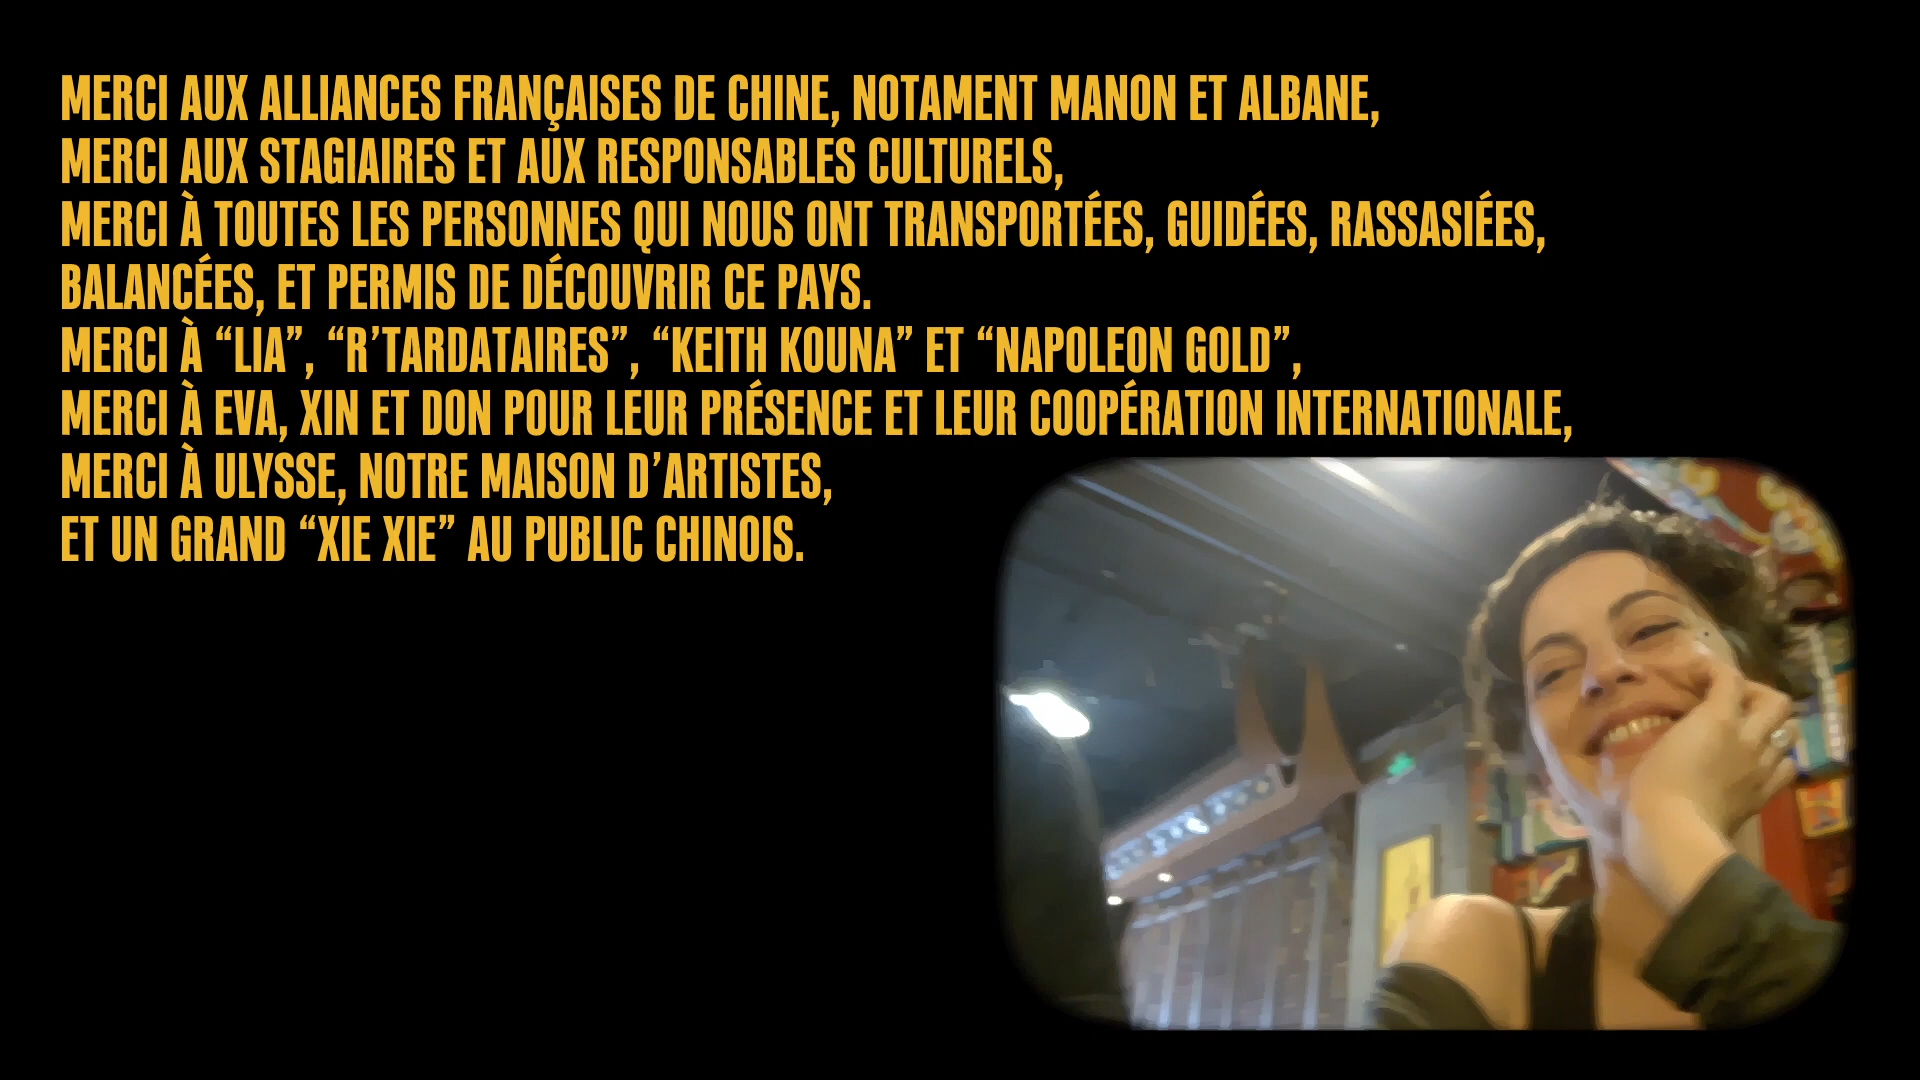 MERCI AUX ALLIANCES FRANÇAISES DE CHINE, NOTAMENT MANON ET ALBANE,
MERCI AUX STAGIAIRES ET AUX RESPONSABLES CULTURELS,
MERCI À TOUTES LES PERSONNES QUI NOUS ONT TRANSPORTÉES, GUIDÉES, RASSASIÉES,
BALANCÉES, ET PERMIS DE DÉCOUVRIR CE PAYS.
MERCI À “LIA”, “R’TARDATAIRES”, “KEITH KOUNA” ET “NAPOLEON GOLD”,
MERCI À EVA, XIN ET DON POUR LEUR PRÉSENCE ET LEUR COOPÉRATION INTERNATIONALE,
MERCI À ULYSSE, NOTRE MAISON D’ARTISTES,
ET UN GRAND “XIE XIE” AU PUBLIC CHINOIS.